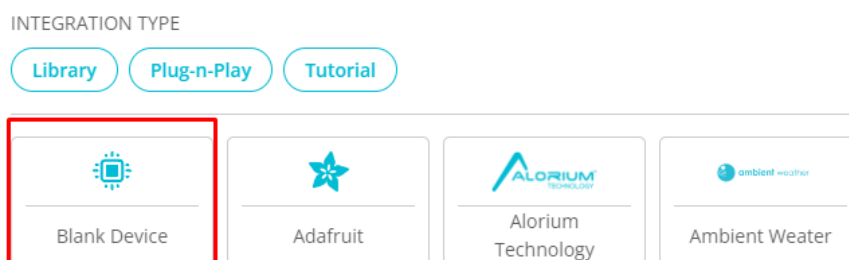 INTEGRATION TYPE
Library Plug-n-Play Tutorial
ALORIUM
TECHNOLOGY
ambient weather
Blank Device
Adafruit
Alorium
Technology
Ambient Weater